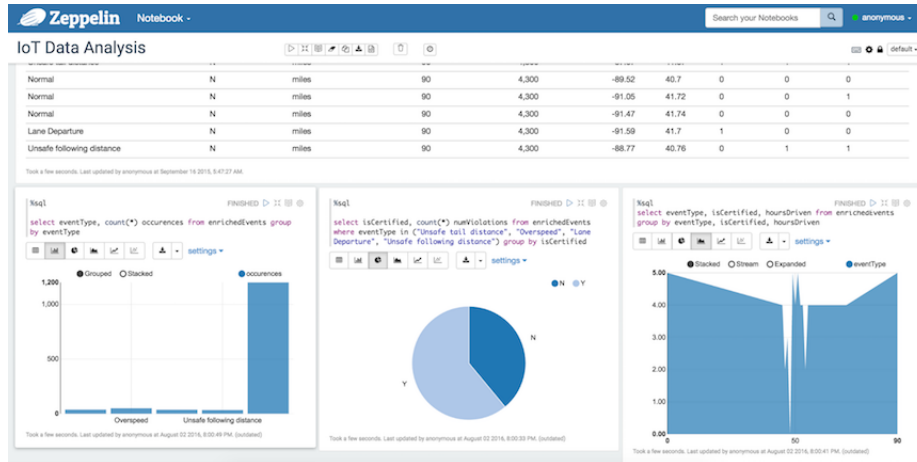 Zeppelin Notebook Search your Notebooks anonymous
IoT Data Analysis default
Normal N miles 90 4,300 -89.52 40.7 0 0 0
Normal N miles 90 4,300 -91.05 41.72 0 0 1
Normal N miles 90 4,300 -91.47 41.74 0 0 0
Lane Departure N miles 90 4,300 -91.59 41.7 1 0 0
Unsafe following distance N miles 90 4,300 -88.77 40.76 0 1 1
Took a few seconds. Last updated by anonymous at September 16 2015, 5:47:27 AM.
%sql FINISHED
select eventType, count(*) occurences from enrichedEvents group
by eventType
settings
Grouped Stacked occurences
1,200
1,000
500
0
Overspeed Unsafe following distance
Took a few seconds. Last updated by anonymous at August 02 2016, 8:00:49 PM. (outdated)
%sql FINISHED
select isCertified, count(*) numViolations from enrichedEvents
where eventType in ("Unsafe tail distance", "Overspeed", "Lane
Departure", "Unsafe following distance") group by isCertified
settings
N Y
N
Y
Took a few seconds. Last updated by anonymous at August 02 2016, 8:00:33 PM. (outdated)
%sql FINISHED
select eventType, isCertified, hoursDriven from enrichedEvents
group by eventType, isCertified, hoursDriven
settings
Stacked Stream Expanded eventType
5.00
4.00
3.00
2.00
1.00
0.00
0 50 90
Took a few seconds. Last updated by anonymous at August 02 2016, 8:00:41 PM. (outdated)